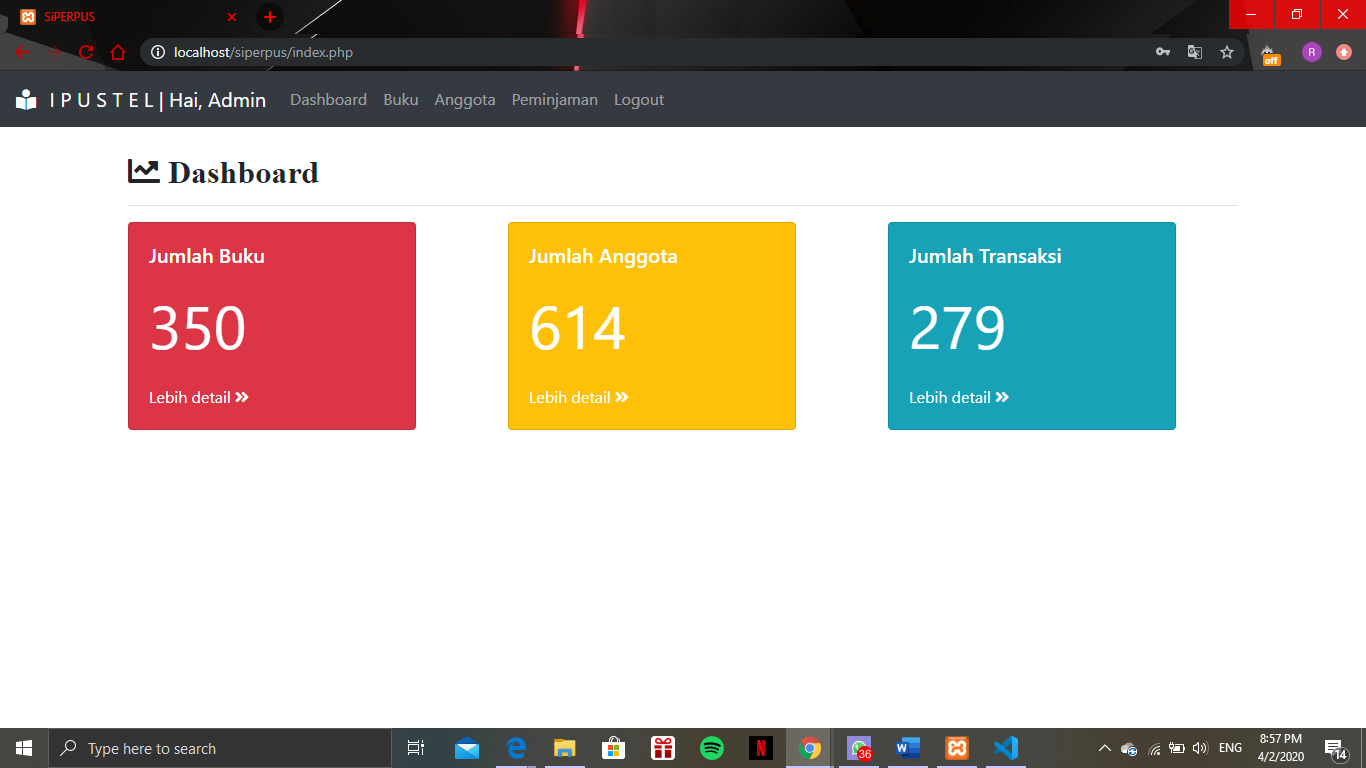 SiPERPUS
localhost/siperpus/index.php
R
off
I P U S T E L | Hai, Admin
Dashboard
Buku
Anggota
Peminjaman
Logout
Dashboard
Jumlah Buku
350
Lebih detail
Jumlah Anggota
614
Lebih detail
Jumlah Transaksi
279
Lebih detail
Type here to search
36
ENG
8:57 PM
4/2/2020
14